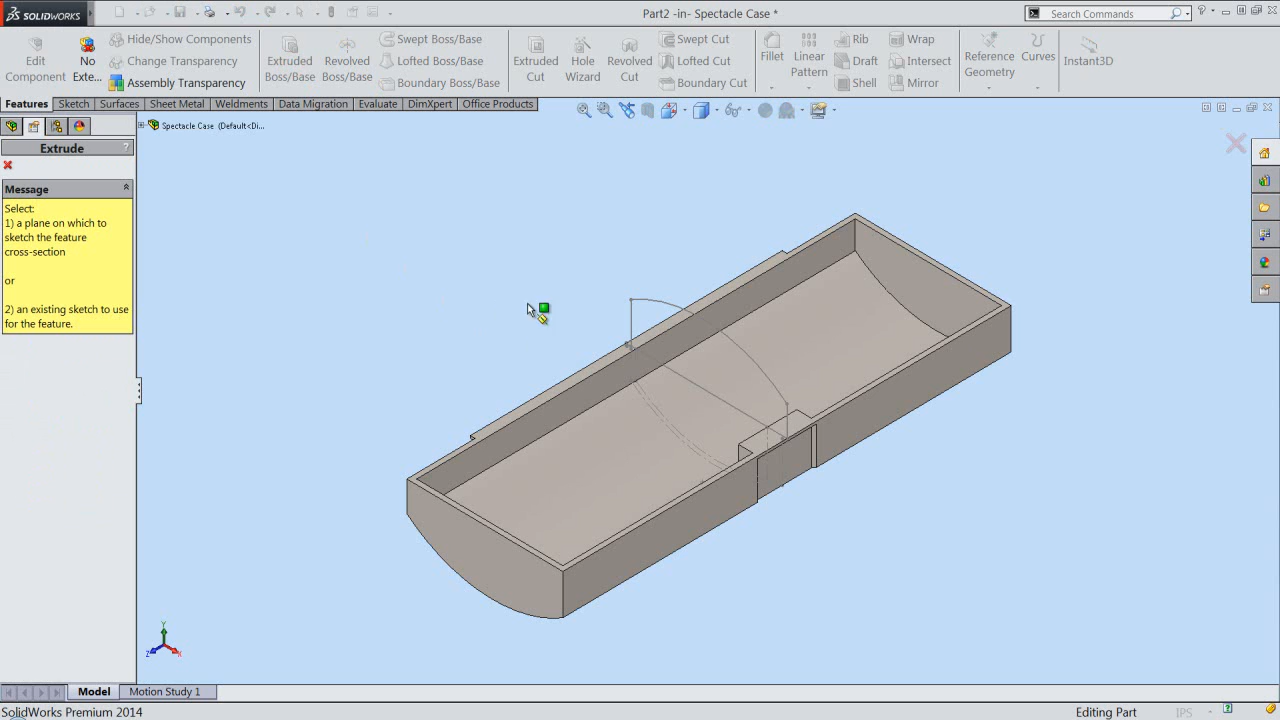 SOLIDWORKS
Part2 -in- Spectacle Case *
Search Commands
Edit
Component
No
Exte...
Hide/Show Components
Change Transparency
Assembly Transparency
Extruded
Boss/Base
Revolved
Boss/Base
Swept Boss/Base
Lofted Boss/Base
Boundary Boss/Base
Extruded
Cut
Hole
Wizard
Revolved
Cut
Swept Cut
Lofted Cut
Boundary Cut
Fillet
Linear
Pattern
Rib
Draft
Shell
Wrap
Intersect
Mirror
Reference
Geometry
Curves
Instant3D
Features
Sketch
Surfaces
Sheet Metal
Weldments
Data Migration
Evaluate
DimXpert
Office Products
Spectacle Case (Default<Di...
Extrude
?
Message
Select:
1) a plane on which to
sketch the feature
cross-section
or
2) an existing sketch to use
for the feature.
Y
Z
X
Model
Motion Study 1
SolidWorks Premium 2014
Editing Part
IPS